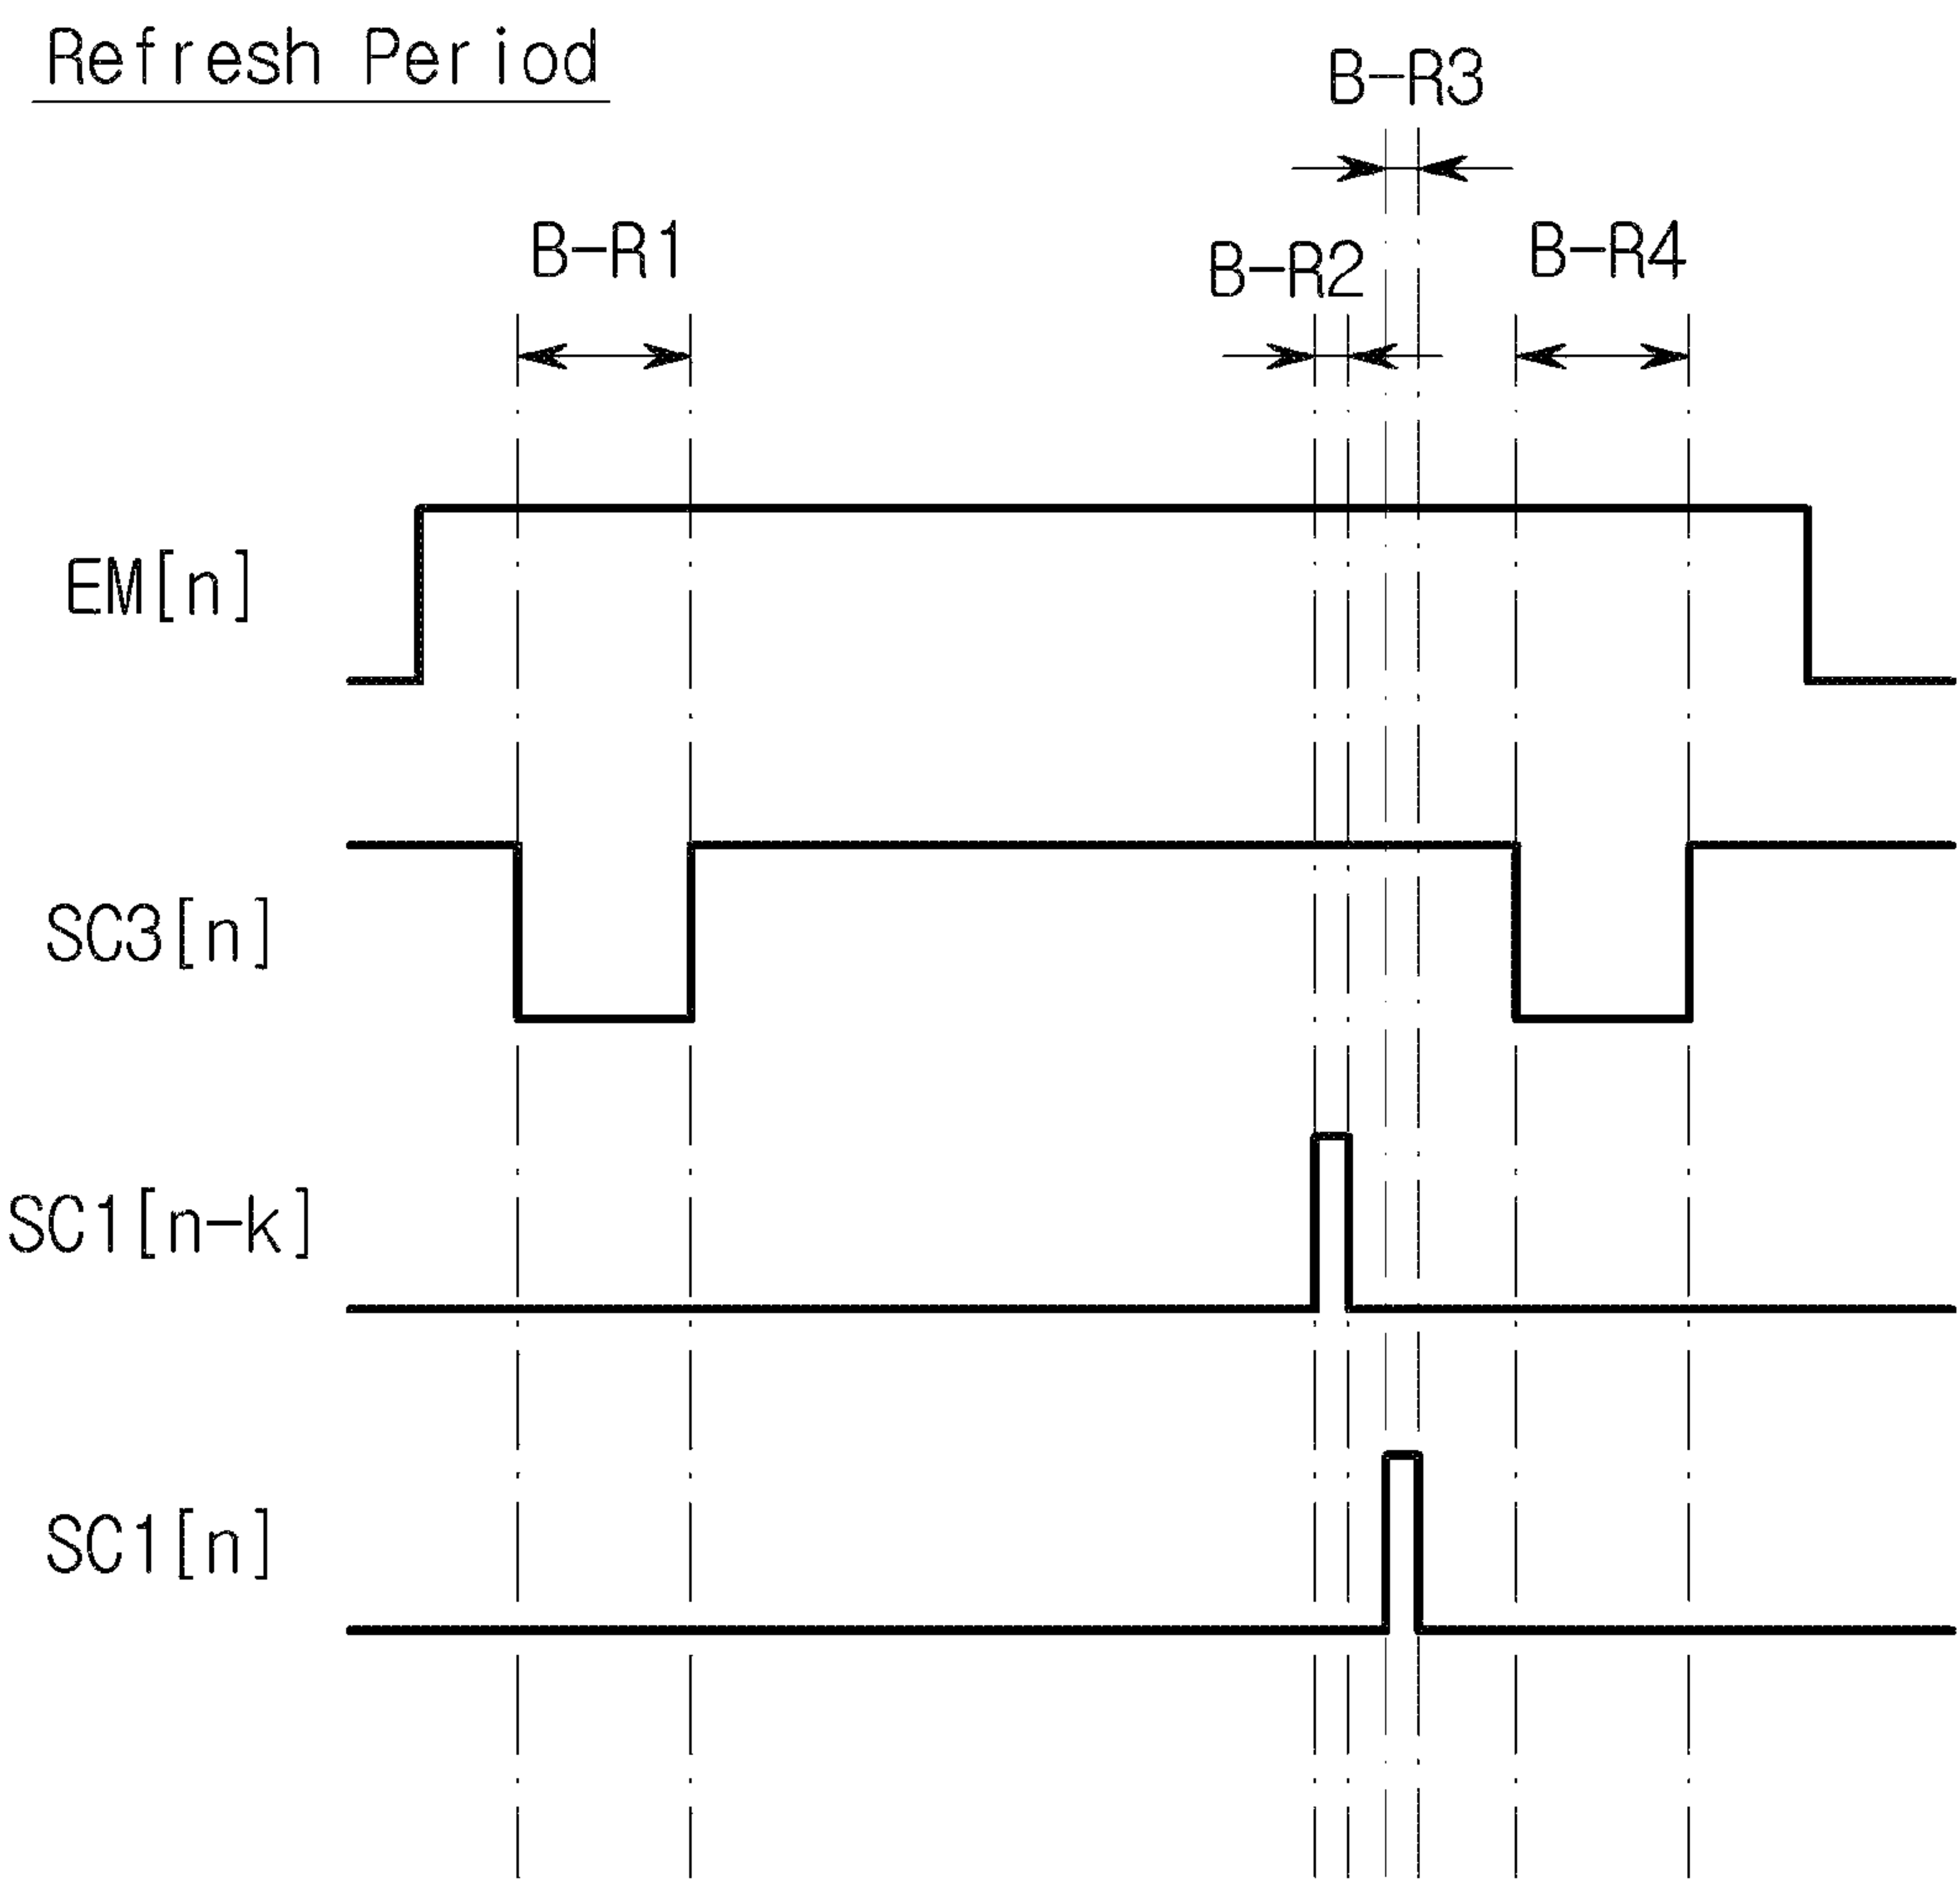 Refresh Period
B-R3
B-R1
B-R2
B-R4
EM[n]
SC3[n]
SC1[n-k]
SC1[n]